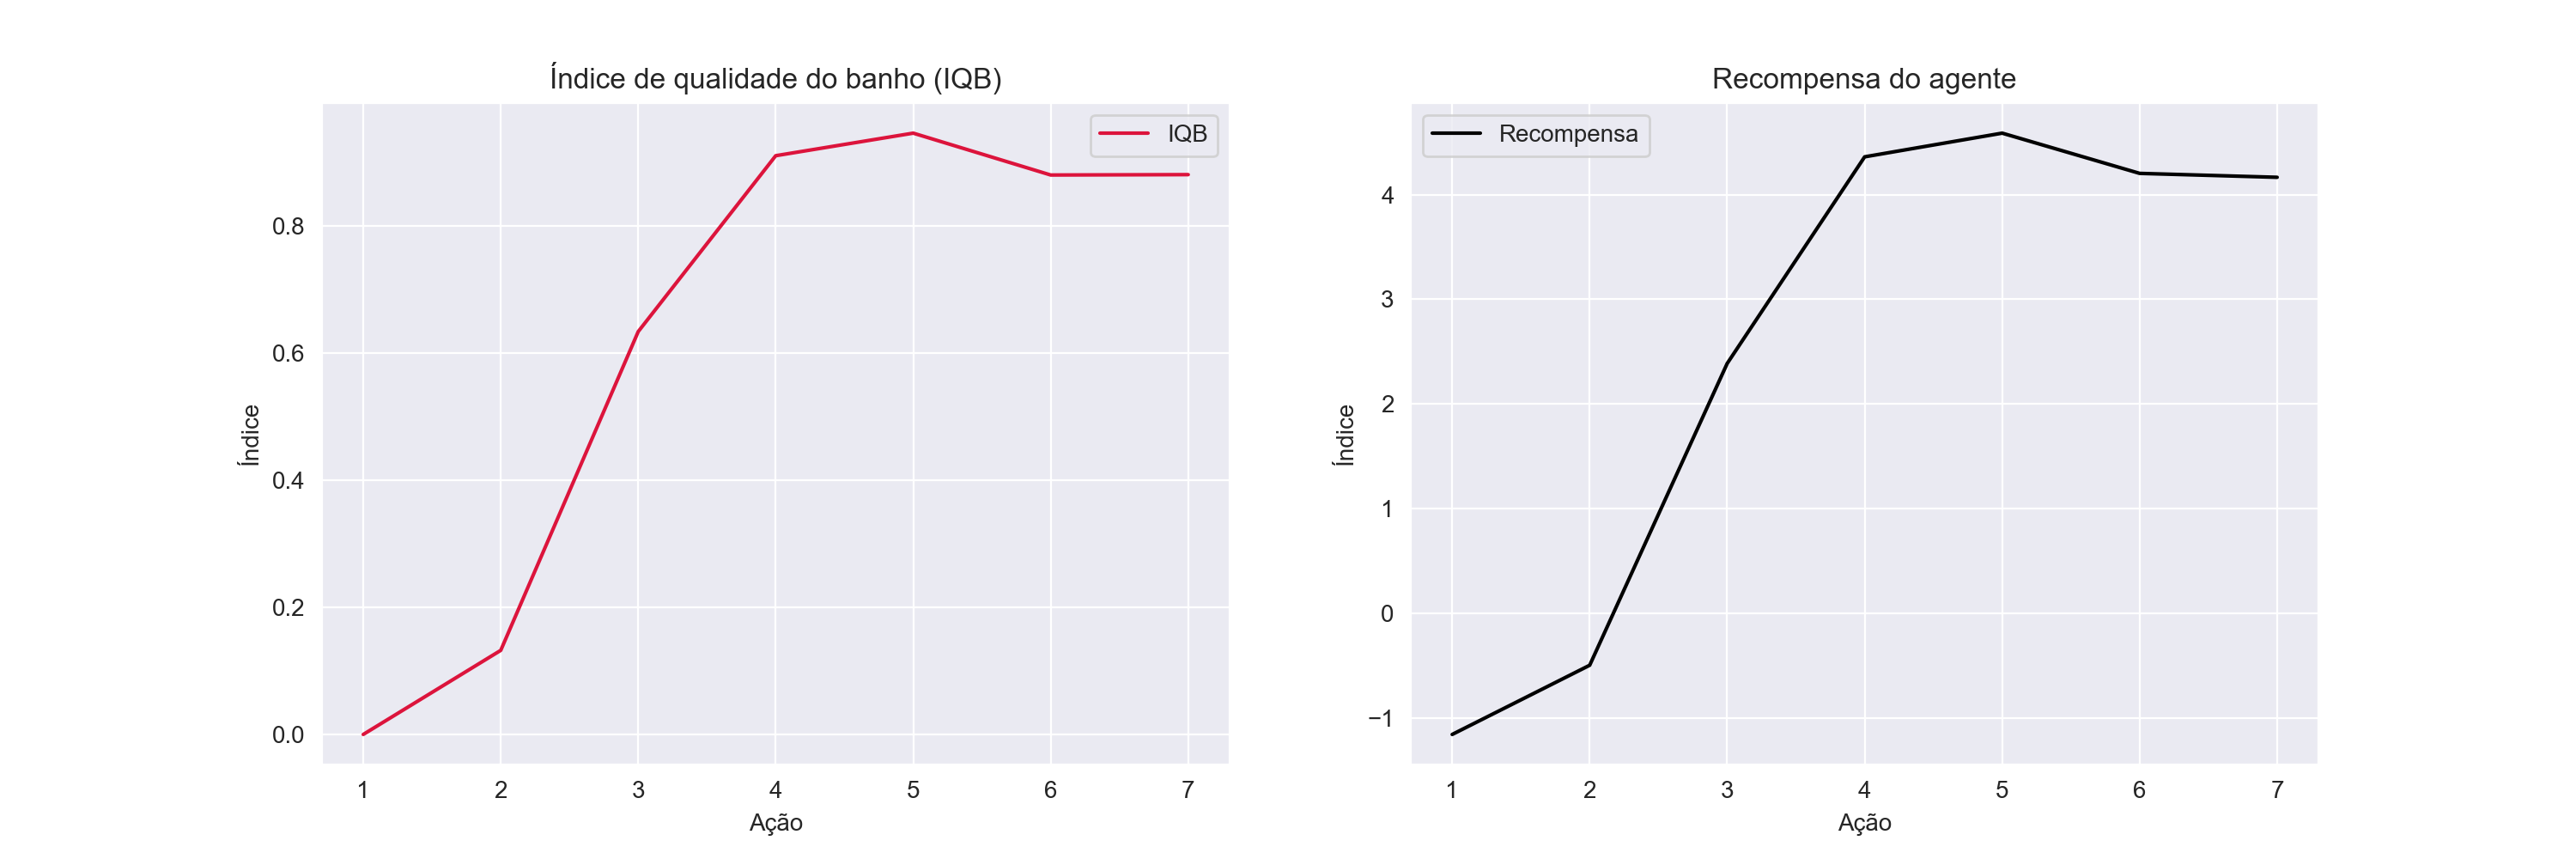 Índice de qualidade do banho (IQB)
IQB
0.8
0.6
0.4
0.2
0.0
Índice
1 2 3 4 5 6 7
Ação
Recompensa do agente
Recompensa
4
3
2
1
0
−1
Índice
1 2 3 4 5 6 7
Ação